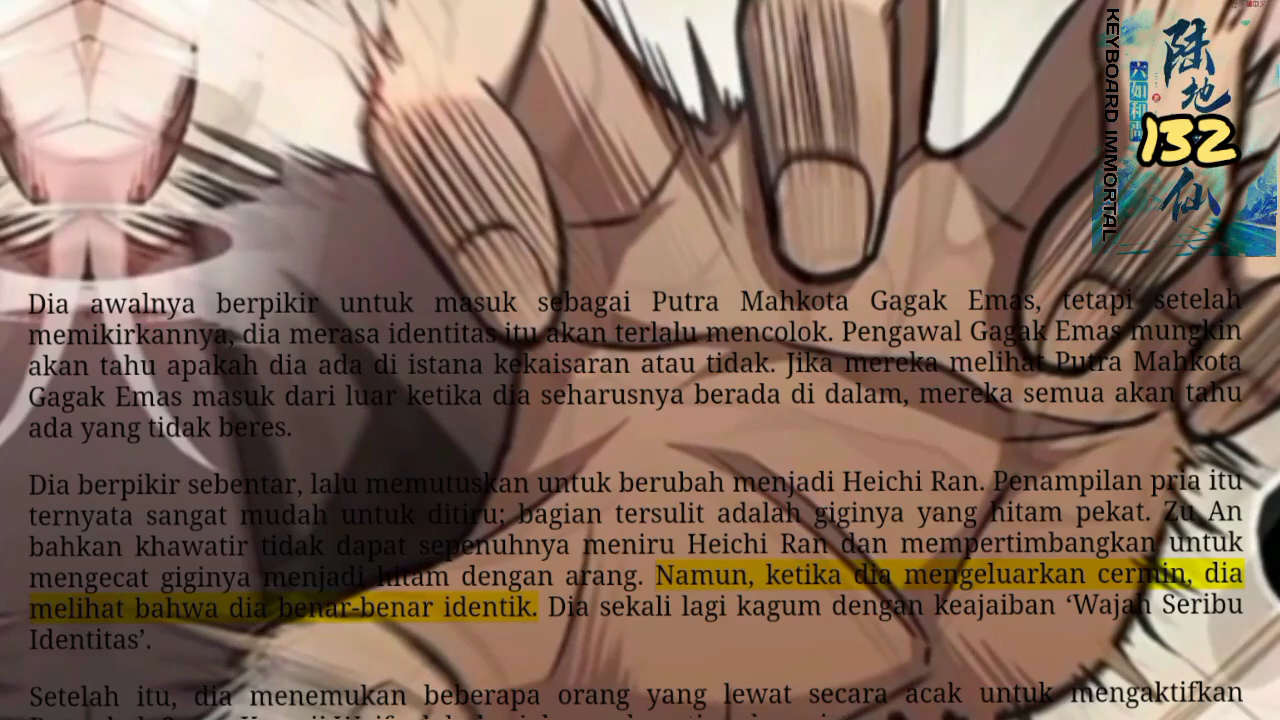 KEYBOARD IMMORTAL
陆地
132
仙
六如和尚
Dia awalnya berpikir untuk masuk sebagai Putra Mahkota Gagak Emas, tetapi setelah
memikirkannya, dia merasa identitas itu akan terlalu mencolok. Pengawal Gagak Emas mungkin
akan tahu apakah dia ada di istana kekaisaran atau tidak. Jika mereka melihat Putra Mahkota
Gagak Emas masuk dari luar ketika dia seharusnya berada di dalam, mereka semua akan tahu
ada yang tidak beres.
Dia berpikir sebentar, lalu memutuskan untuk berubah menjadi Heichi Ran. Penampilan pria itu
ternyata sangat mudah untuk ditiru; bagian tersulit adalah giginya yang hitam pekat. Zu An
bahkan khawatir tidak dapat sepenuhnya meniru Heichi Ran dan mempertimbangkan untuk
mengecat giginya menjadi hitam dengan arang. Namun, ketika dia mengeluarkan cermin, dia
melihat bahwa dia benar-benar identik. Dia sekali lagi kagum dengan keajaiban ‘Wajah Seribu
Identitas’.
Setelah itu, dia menemukan beberapa orang yang lewat secara acak untuk mengaktifkan